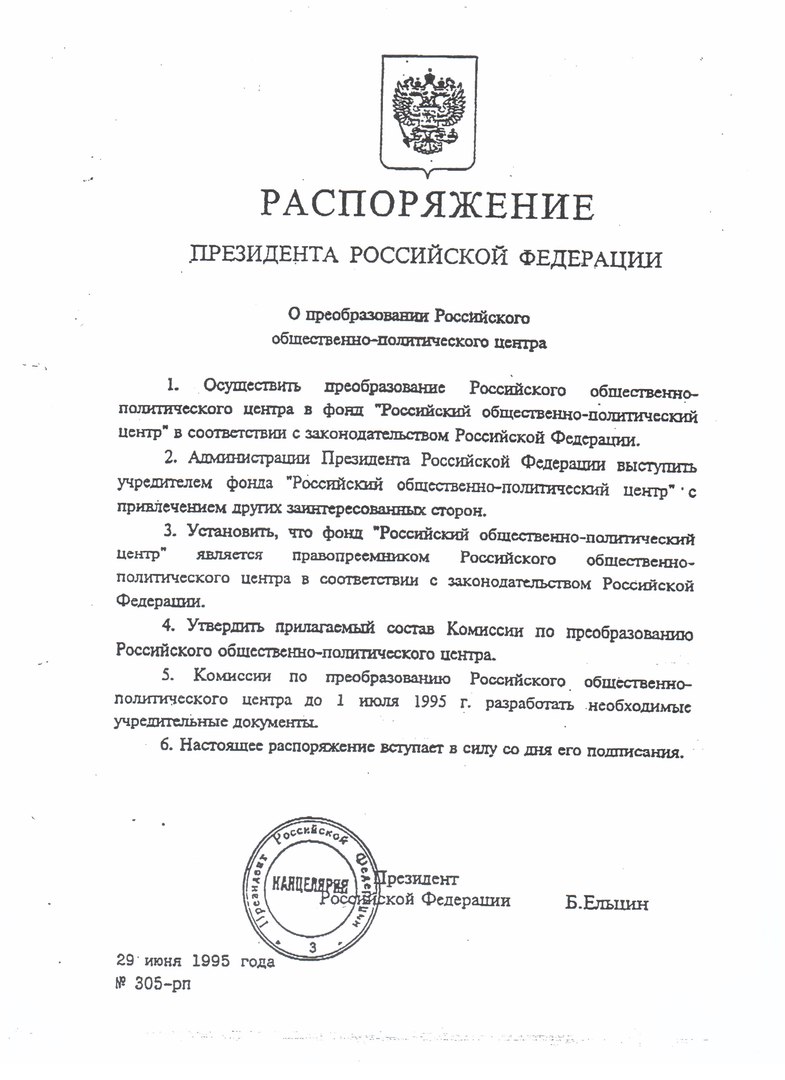 РАСПОРЯЖЕНИЕ
ПРЕЗИДЕНТА РОССИЙСКОЙ ФЕДЕРАЦИИ
О преобразовании Российского
общественно-политического центра
1. Осуществить преобразование Российского общественно-
политического центра в фонд "Российский общественно-политический
центр" в соответствии с законодательством Российской Федерации.
2. Администрации Президента Российской Федерации выступить
учредителем фонда "Российский общественно-политический центр" с
привлечением других заинтересованных сторон.
3. Установить, что фонд "Российский общественно-политический
центр" является правопреемником Российского общественно-
политического центра в соответствии с законодательством Российской
Федерации.
4. Утвердить прилагаемый состав Комиссии по преобразованию
Российского общественно-политического центра.
5. Комиссии по преобразованию Российского общественно-
политического центра до 1 июля 1995 г. разработать необходимые
учредительные документы.
6. Настоящее распоряжение вступает в силу со дня его подписания.
Президент Российской Федерации
КАНЦЕЛЯРИЯ
3
Президент
Российской Федерации Б.Ельцин
29 июня 1995 года
№ 305-рп